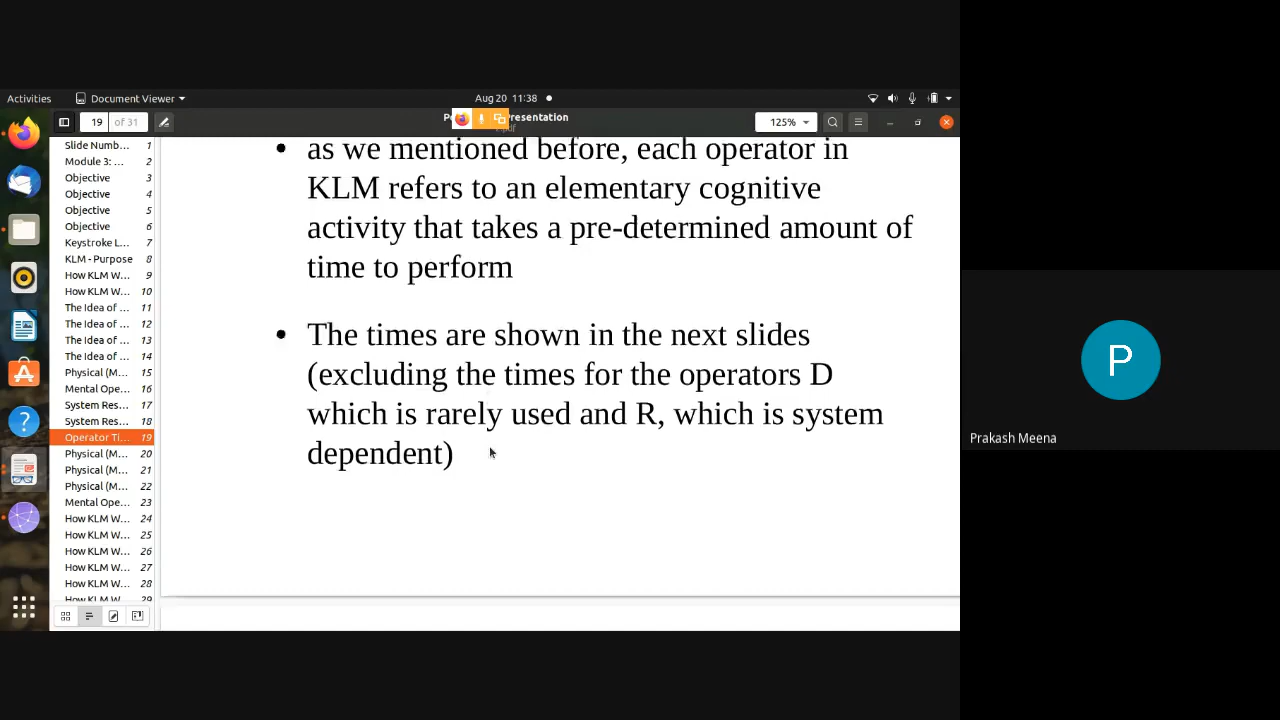 Activities Document Viewer Aug 20 11:38
19 of 31 Presentation 125%
.pdf
Slide Numb... 1
Module 3: ... 2
Objective 3
Objective 4
Objective 5
Objective 6
Keystroke L... 7
KLM - Purpose 8
How KLM W... 9
How KLM W... 10
The Idea of ... 11
The Idea of ... 12
The Idea of ... 13
The Idea of ... 14
Physical (M... 15
Mental Ope... 16
System Res... 17
System Res... 18
Operator Ti... 19
Physical (M... 20
Physical (M... 21
Physical (M... 22
Mental Ope... 23
How KLM W... 24
How KLM W... 25
How KLM W... 26
How KLM W... 27
How KLM W... 28
How KLM W... 29
• as we mentioned before, each operator in
KLM refers to an elementary cognitive
activity that takes a pre-determined amount of
time to perform
• The times are shown in the next slides
(excluding the times for the operators D
which is rarely used and R, which is system
dependent)
P
Prakash Meena